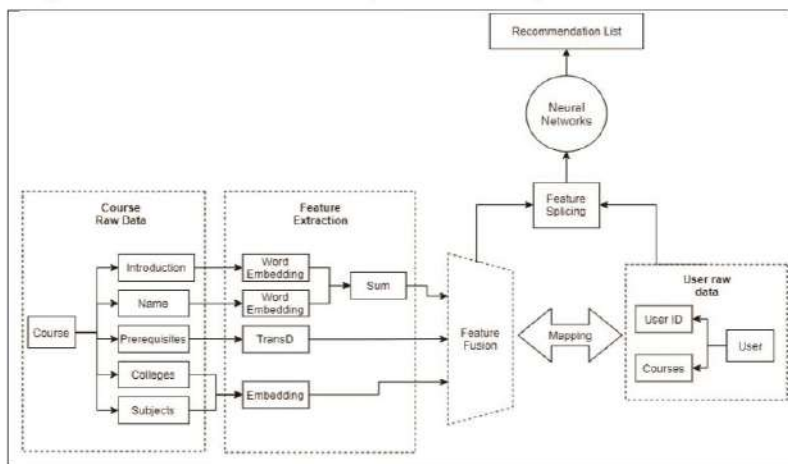 Recommendation List
Neural
Networks
Feature
Splicing
Course
Raw Data
Feature
Extraction
Introduction
Word
Embedding
Sum
Name
Word
Embedding
Course
Prerequisites
TransD
Colleges
Embedding
Subjects
Feature
Fusion
Mapping
User raw
data
User ID
User
Courses